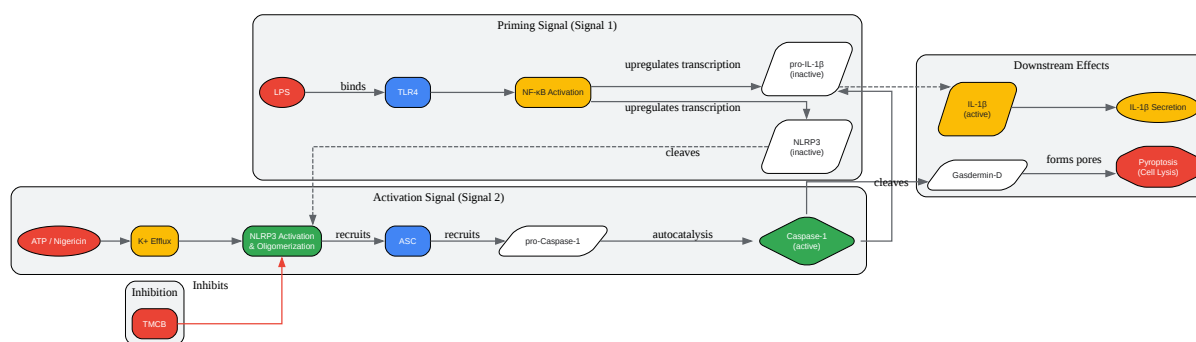 Priming Signal (Signal 1)
LPS
binds
TLR4
NF-κB Activation
upregulates transcription
upregulates transcription
pro-IL-1β
(inactive)
NLRP3
(inactive)
cleaves
Downstream Effects
IL-1β
(active)
IL-1β Secretion
Gasdermin-D
forms pores
Pyroptosis
(Cell Lysis)
cleaves
Activation Signal (Signal 2)
ATP / Nigericin
K+ Efflux
NLRP3 Activation
& Oligomerization
recruits
ASC
recruits
pro-Caspase-1
autocatalysis
Caspase-1
(active)
Inhibition
Inhibits
TMCB